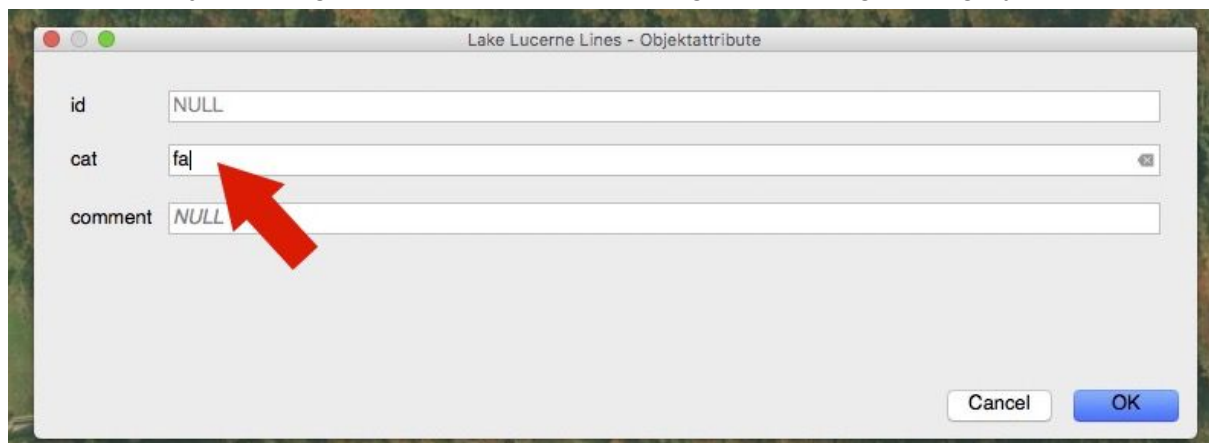 Lake Lucerne Lines - Objektattribute
id NULL
cat fa
comment NULL
Cancel OK